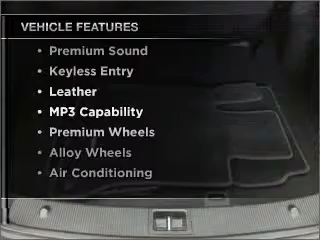 VEHICLE FEATURES
• Premium Sound
• Keyless Entry
• Leather
• MP3 Capability
• Premium Wheels
• Alloy Wheels
• Air Conditioning